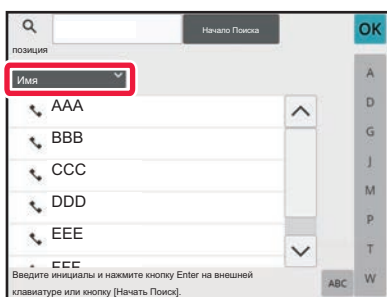 Начало Поиска
OK
позиция
Имя
A
AAA
D
BBB
G
CCC
J
DDD
M
EEE
P
FFF
T
Введите инициалы и нажмите кнопку Enter на внешней
клавиатуре или кнопку [Начать Поиск].
ABC
W